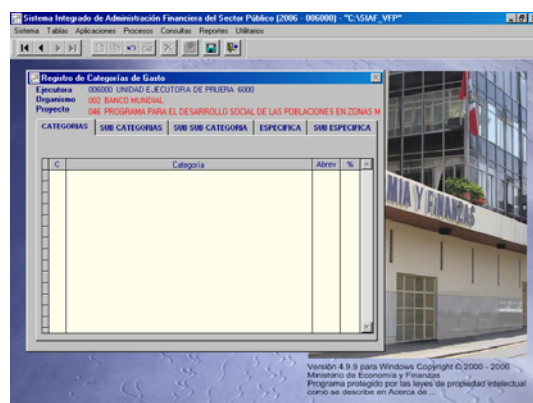 Sistema Integrado de Administración Financiera del Sector Público (2006 - 006000) - "C:\SIAF_VFP"
Sistema Tablas Aplicaciones Procesos Consultas Reportes Utilitarios
Registro de Categorías de Gasto
Ejecutora 006000 UNIDAD EJECUTORA DE PRUEBA 6000
Organismo 002 BANCO MUNDIAL
Proyecto 046 PROGRAMA PARA EL DESARROLLO SOCIAL DE LAS POBLACIONES EN ZONAS M
CATEGORIAS SUB CATEGORIAS SUB SUB CATEGORIA ESPECIFICA SUB ESPECIFICA
C Categoría Abrev %
MIA Y FINANZAS
Versión 4.9.9 para Windows Copyright © 2000 - 2006
Ministerio de Economía y Finanzas
Programa protegido por las leyes de propiedad intelectual
como se describe en Acerca de ...